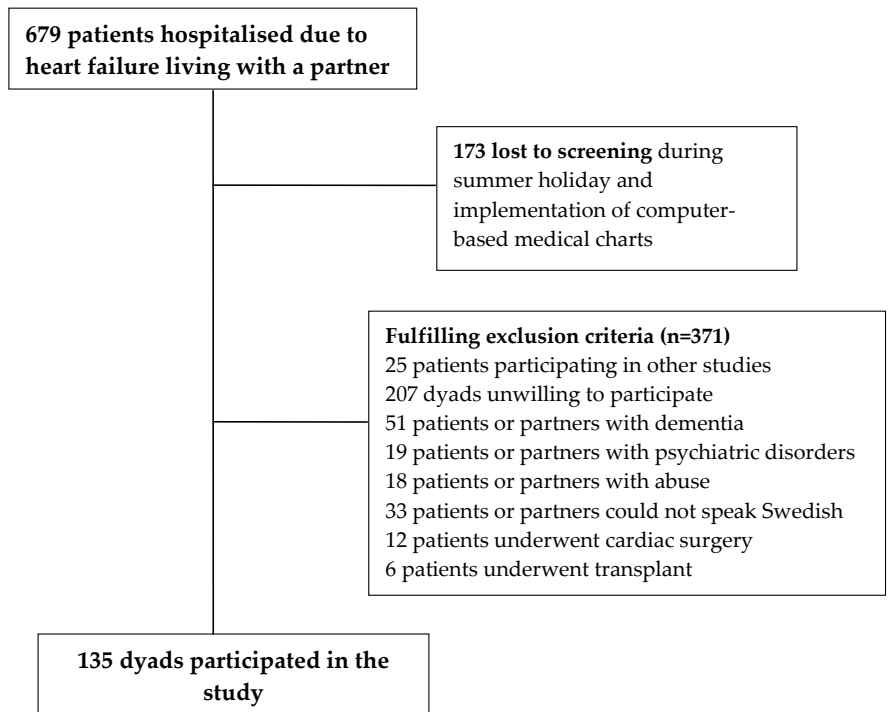 679 patients hospitalised due to
heart failure living with a partner
173 lost to screening during
summer holiday and
implementation of computer-
based medical charts
Fulfilling exclusion criteria (n=371)
25 patients participating in other studies
207 dyads unwilling to participate
51 patients or partners with dementia
19 patients or partners with psychiatric disorders
18 patients or partners with abuse
33 patients or partners could not speak Swedish
12 patients underwent cardiac surgery
6 patients underwent transplant
135 dyads participated in the
study